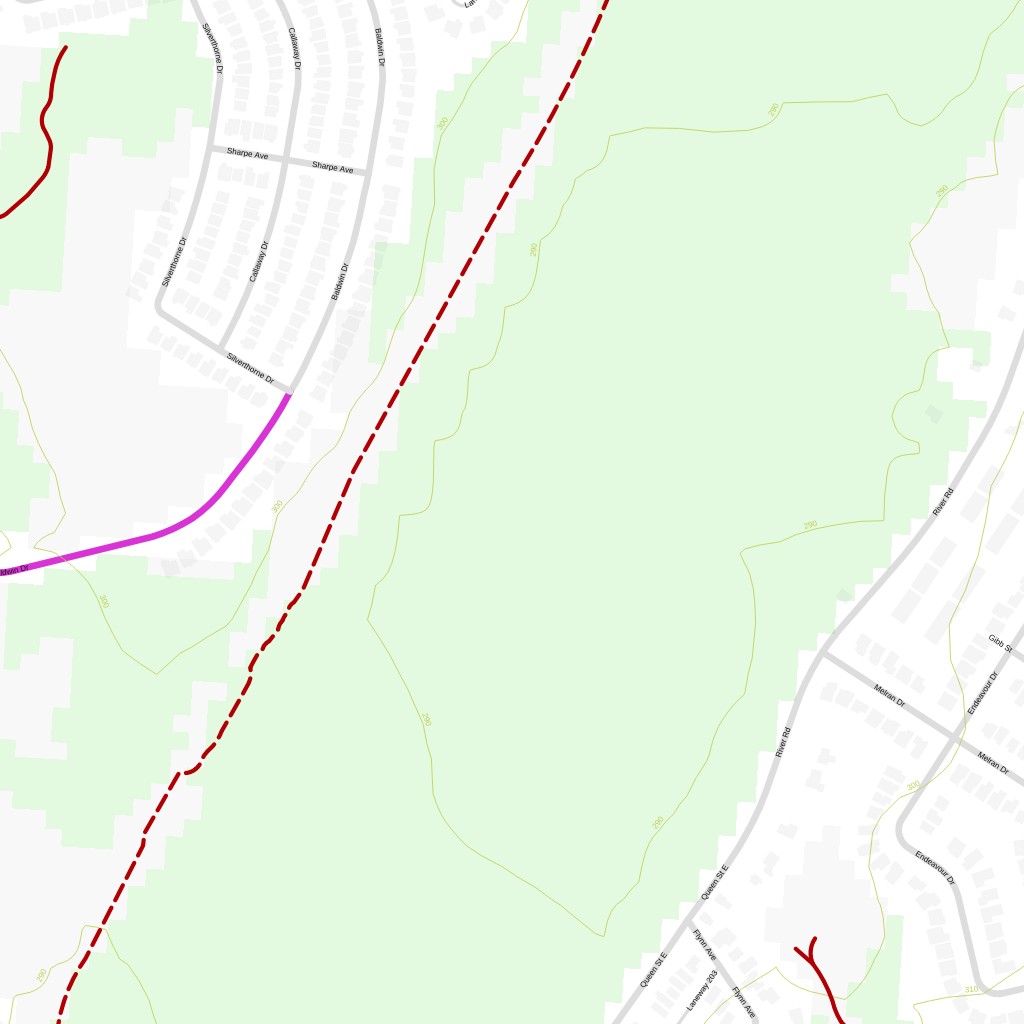 Silverthorne Dr
Callaway Dr
Baldwin Dr
300
290
Sharpe Ave
Sharpe Ave
290
Silverthorne Dr
Callaway Dr
290
Baldwin Dr
Silverthorne Dr
River Rd
300
290
ldwin Dr
300
Gibb St
Endeavour Dr
Melran Dr
290
River Rd
Melran Dr
300
290
Endeavour Dr
Queen St E
Flynn Ave
290
Queen St E
Laneway 203
Flynn Ave
310